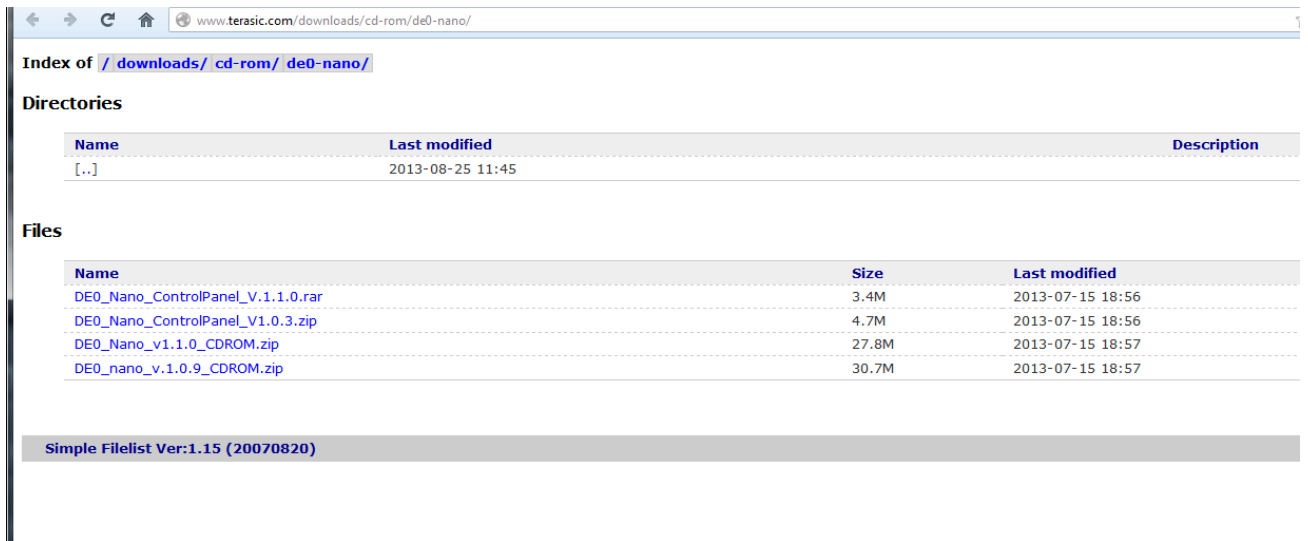 www.terasic.com/downloads/cd-rom/de0-nano/
Index of / downloads/ cd-rom/ de0-nano/
Directories
Name Last modified Description
[..] 2013-08-25 11:45
Files
Name Size Last modified
DE0_Nano_ControlPanel_V.1.1.0.rar 3.4M 2013-07-15 18:56
DE0_Nano_ControlPanel_V1.0.3.zip 4.7M 2013-07-15 18:56
DE0_Nano_v1.1.0_CDROM.zip 27.8M 2013-07-15 18:57
DE0_nano_v.1.0.9_CDROM.zip 30.7M 2013-07-15 18:57
Simple Filelist Ver:1.15 (20070820)